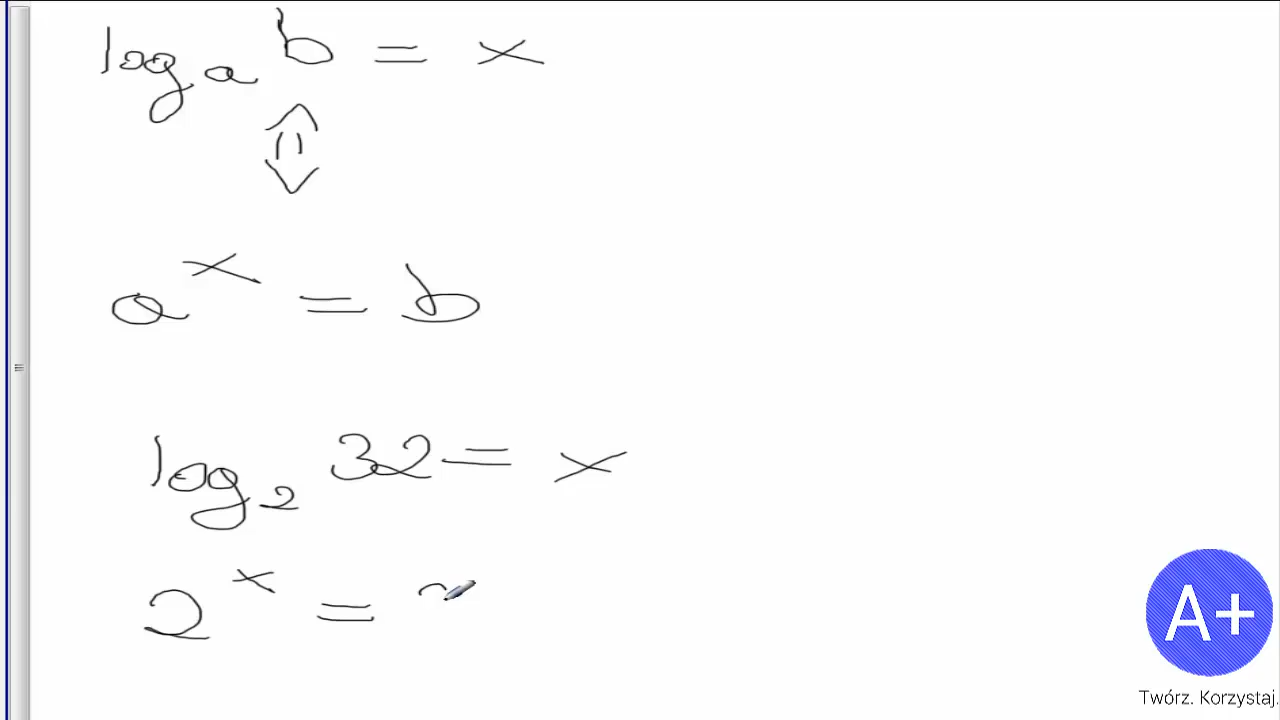 log_a b = x
⇕
a^x = b
log_2 32 = x
2^x =
A+
Twórz. Korzystaj.